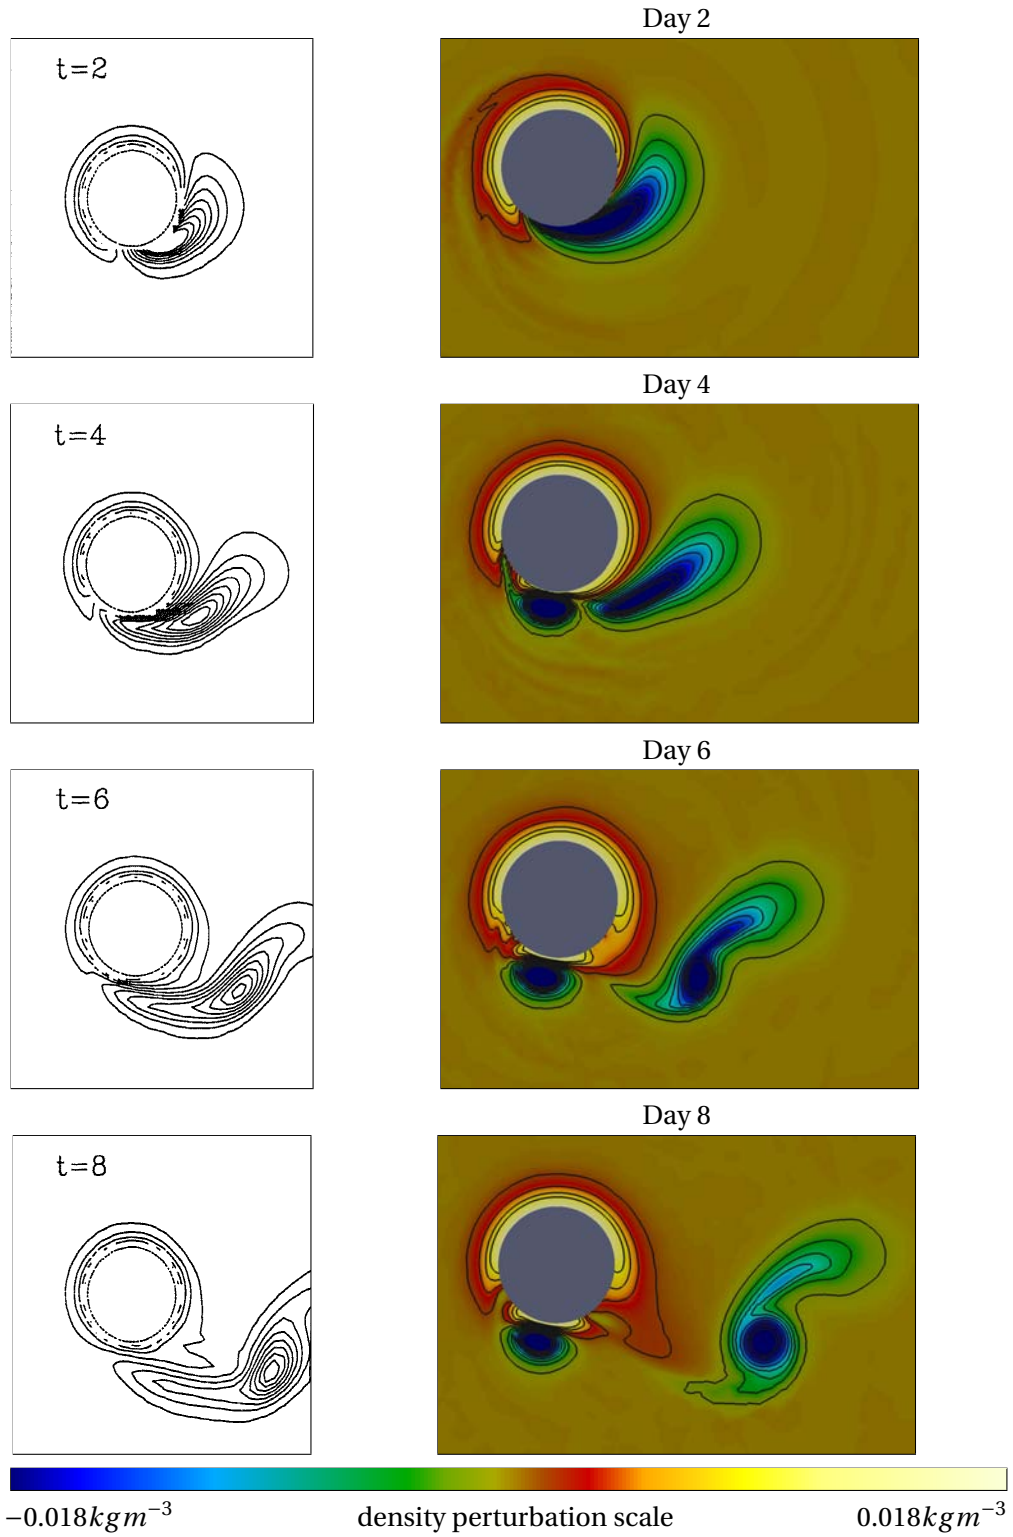 Day 2
t=2
Day 4
t=4
Day 6
t=6
Day 8
t=8
−0.018kgm⁻³ density perturbation scale 0.018kgm⁻³